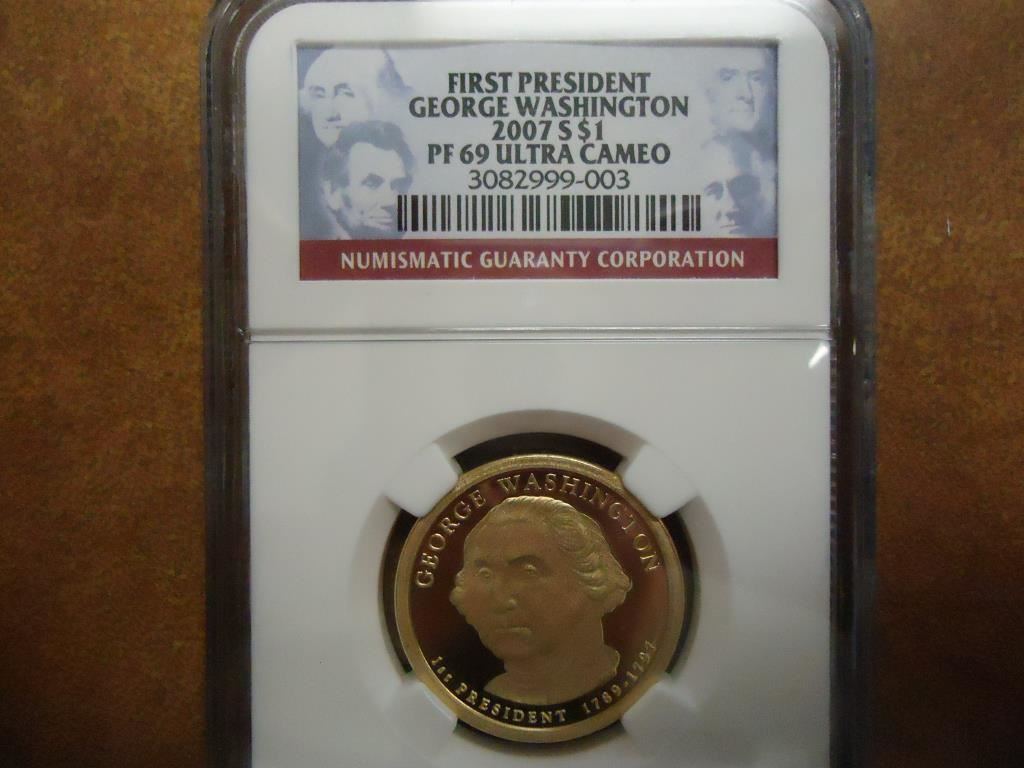 FIRST PRESIDENT
GEORGE WASHINGTON
2007 S $1
PF 69 ULTRA CAMEO
3082999-003
NUMISMATIC GUARANTY CORPORATION
GEORGE WASHINGTON
1st PRESIDENT 1789-1797